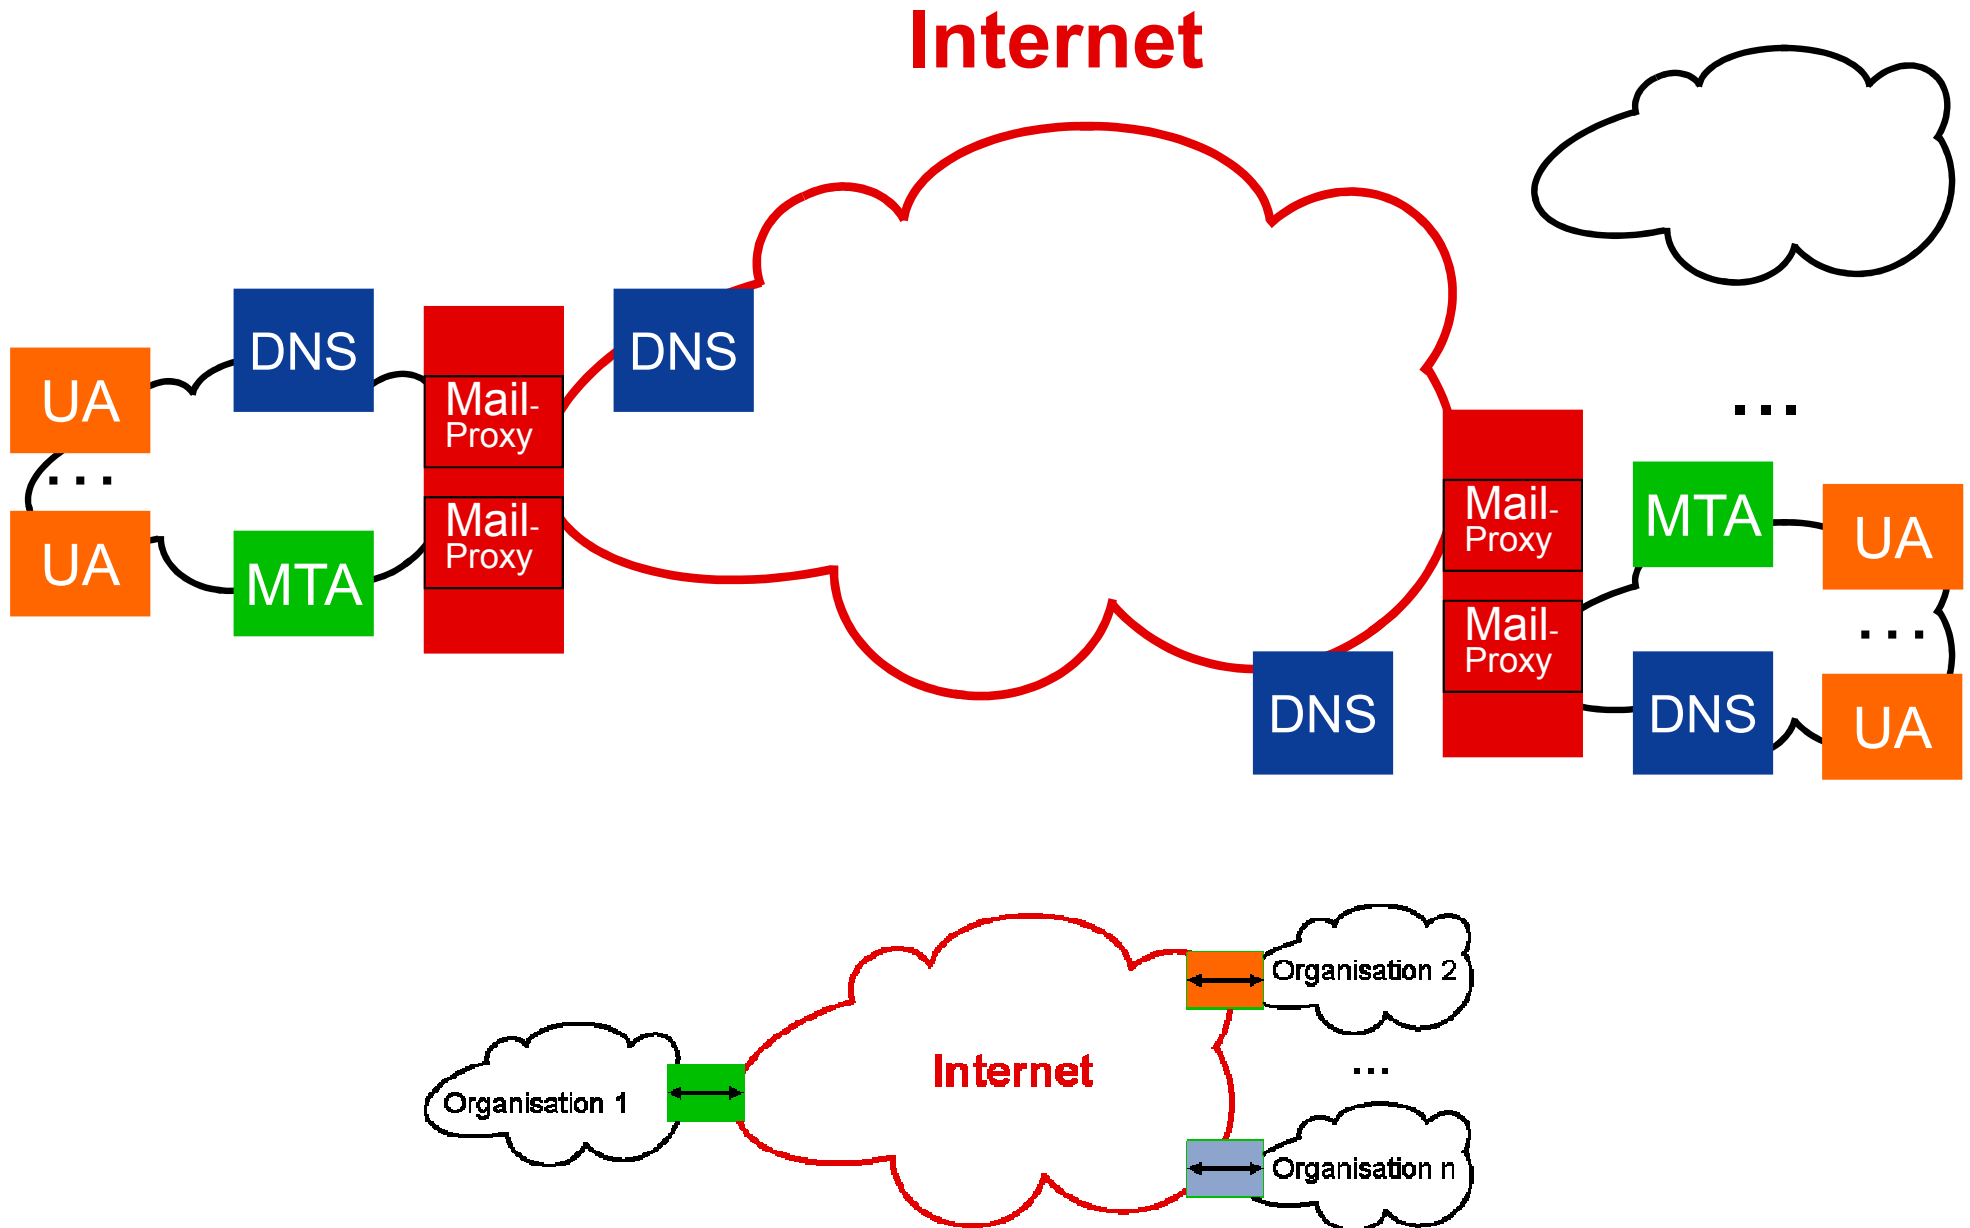 Internet
DNS
DNS
UA
Mail-
Proxy
...
...
Mail-
Proxy
UA
MTA
Mail-
Proxy
MTA
UA
Mail-
Proxy
...
DNS
DNS
UA
Organisation 2
Internet
...
Organisation 1
Organisation n